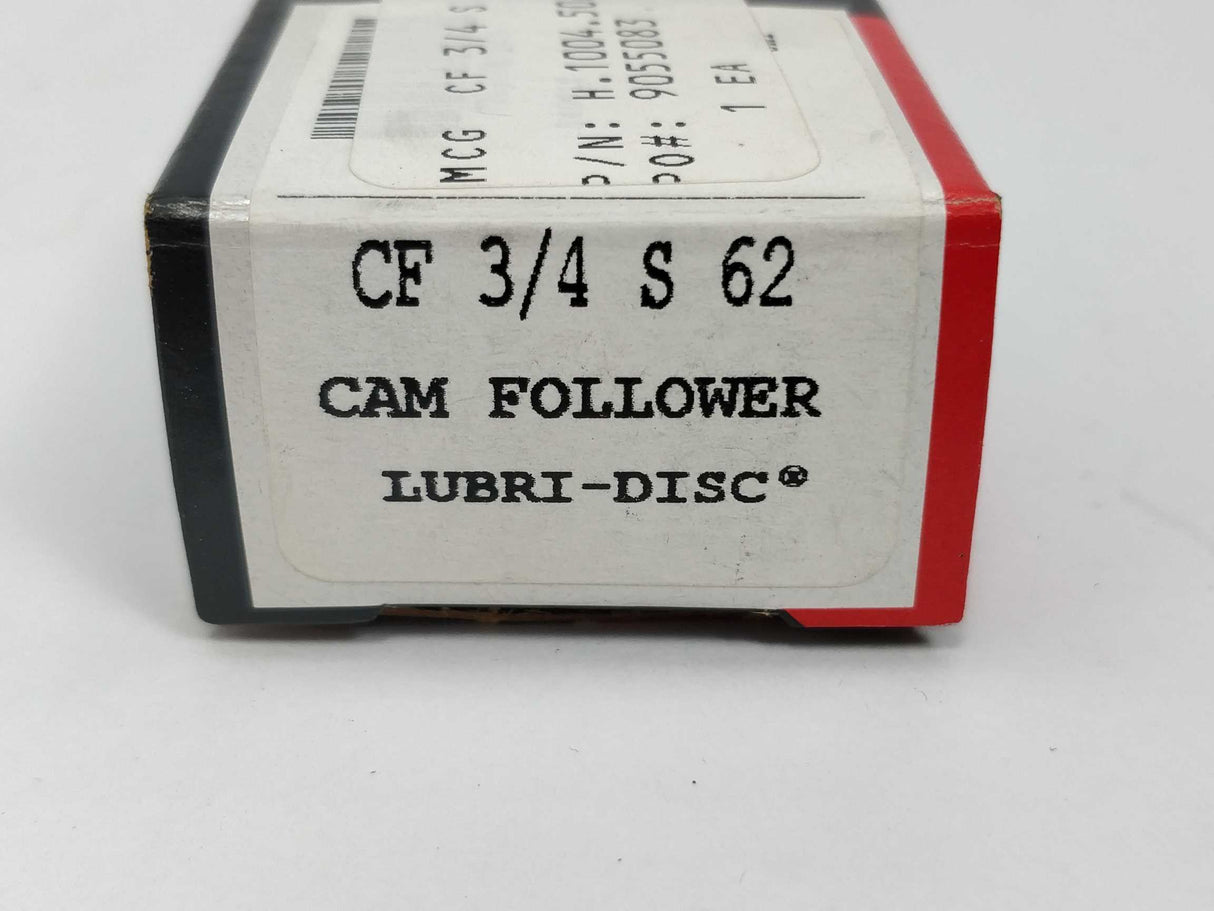 MCG CF 3/4 S
P/N: H.1004.50
PO#: 9055083
1 EA
CF 3/4 S 62
CAM FOLLOWER
LUBRI-DISC®